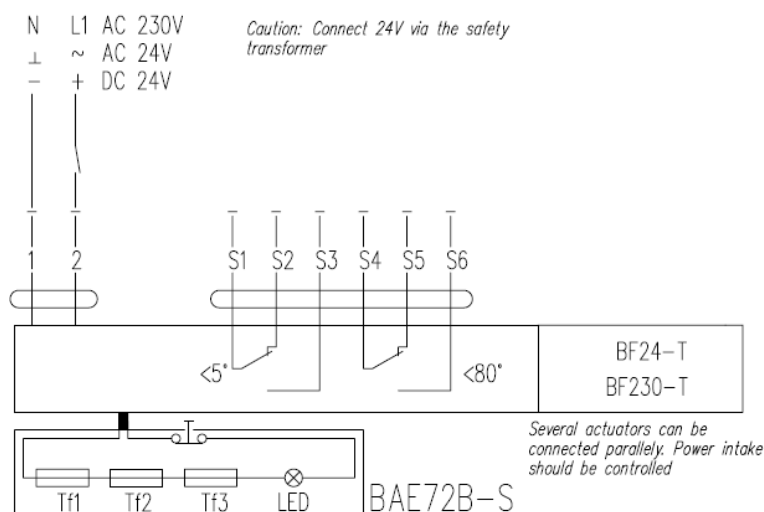 N L1 AC 230V
⊥ ~ AC 24V
− + DC 24V
Caution: Connect 24V via the safety
transformer
1 2 S1 S2 S3 S4 S5 S6
<5° <80°
BF24-T
BF230-T
Several actuators can be
connected parallely. Power intake
should be controlled
Tf1 Tf2 Tf3 LED
BAE72B-S